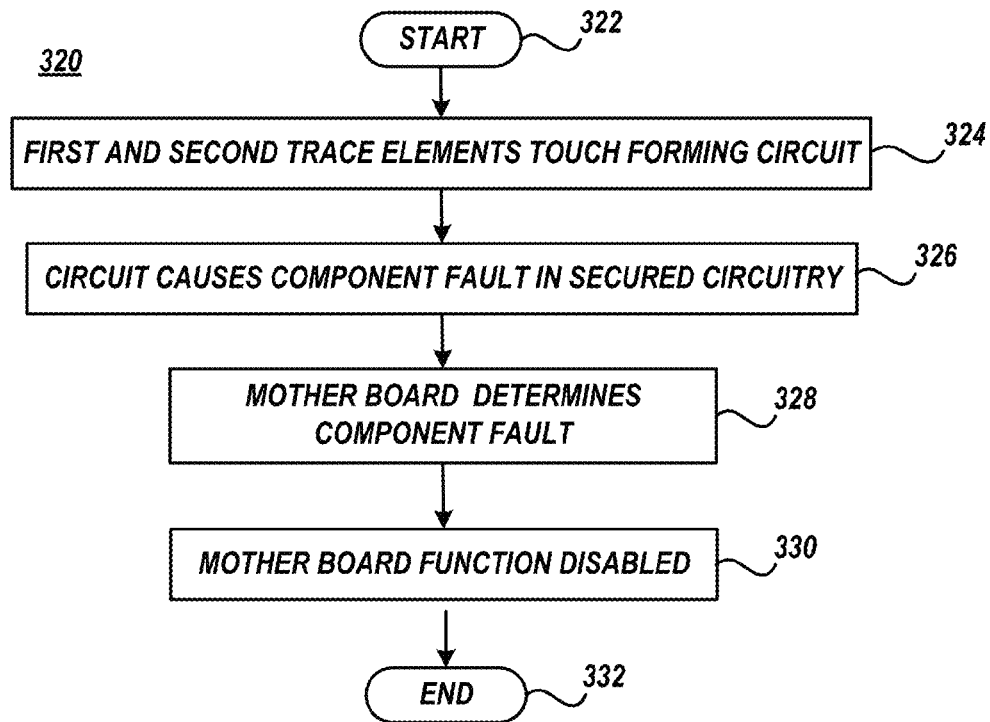 320
START
322
FIRST AND SECOND TRACE ELEMENTS TOUCH FORMING CIRCUIT
324
CIRCUIT CAUSES COMPONENT FAULT IN SECURED CIRCUITRY
326
MOTHER BOARD DETERMINES
COMPONENT FAULT
328
MOTHER BOARD FUNCTION DISABLED
330
END
332